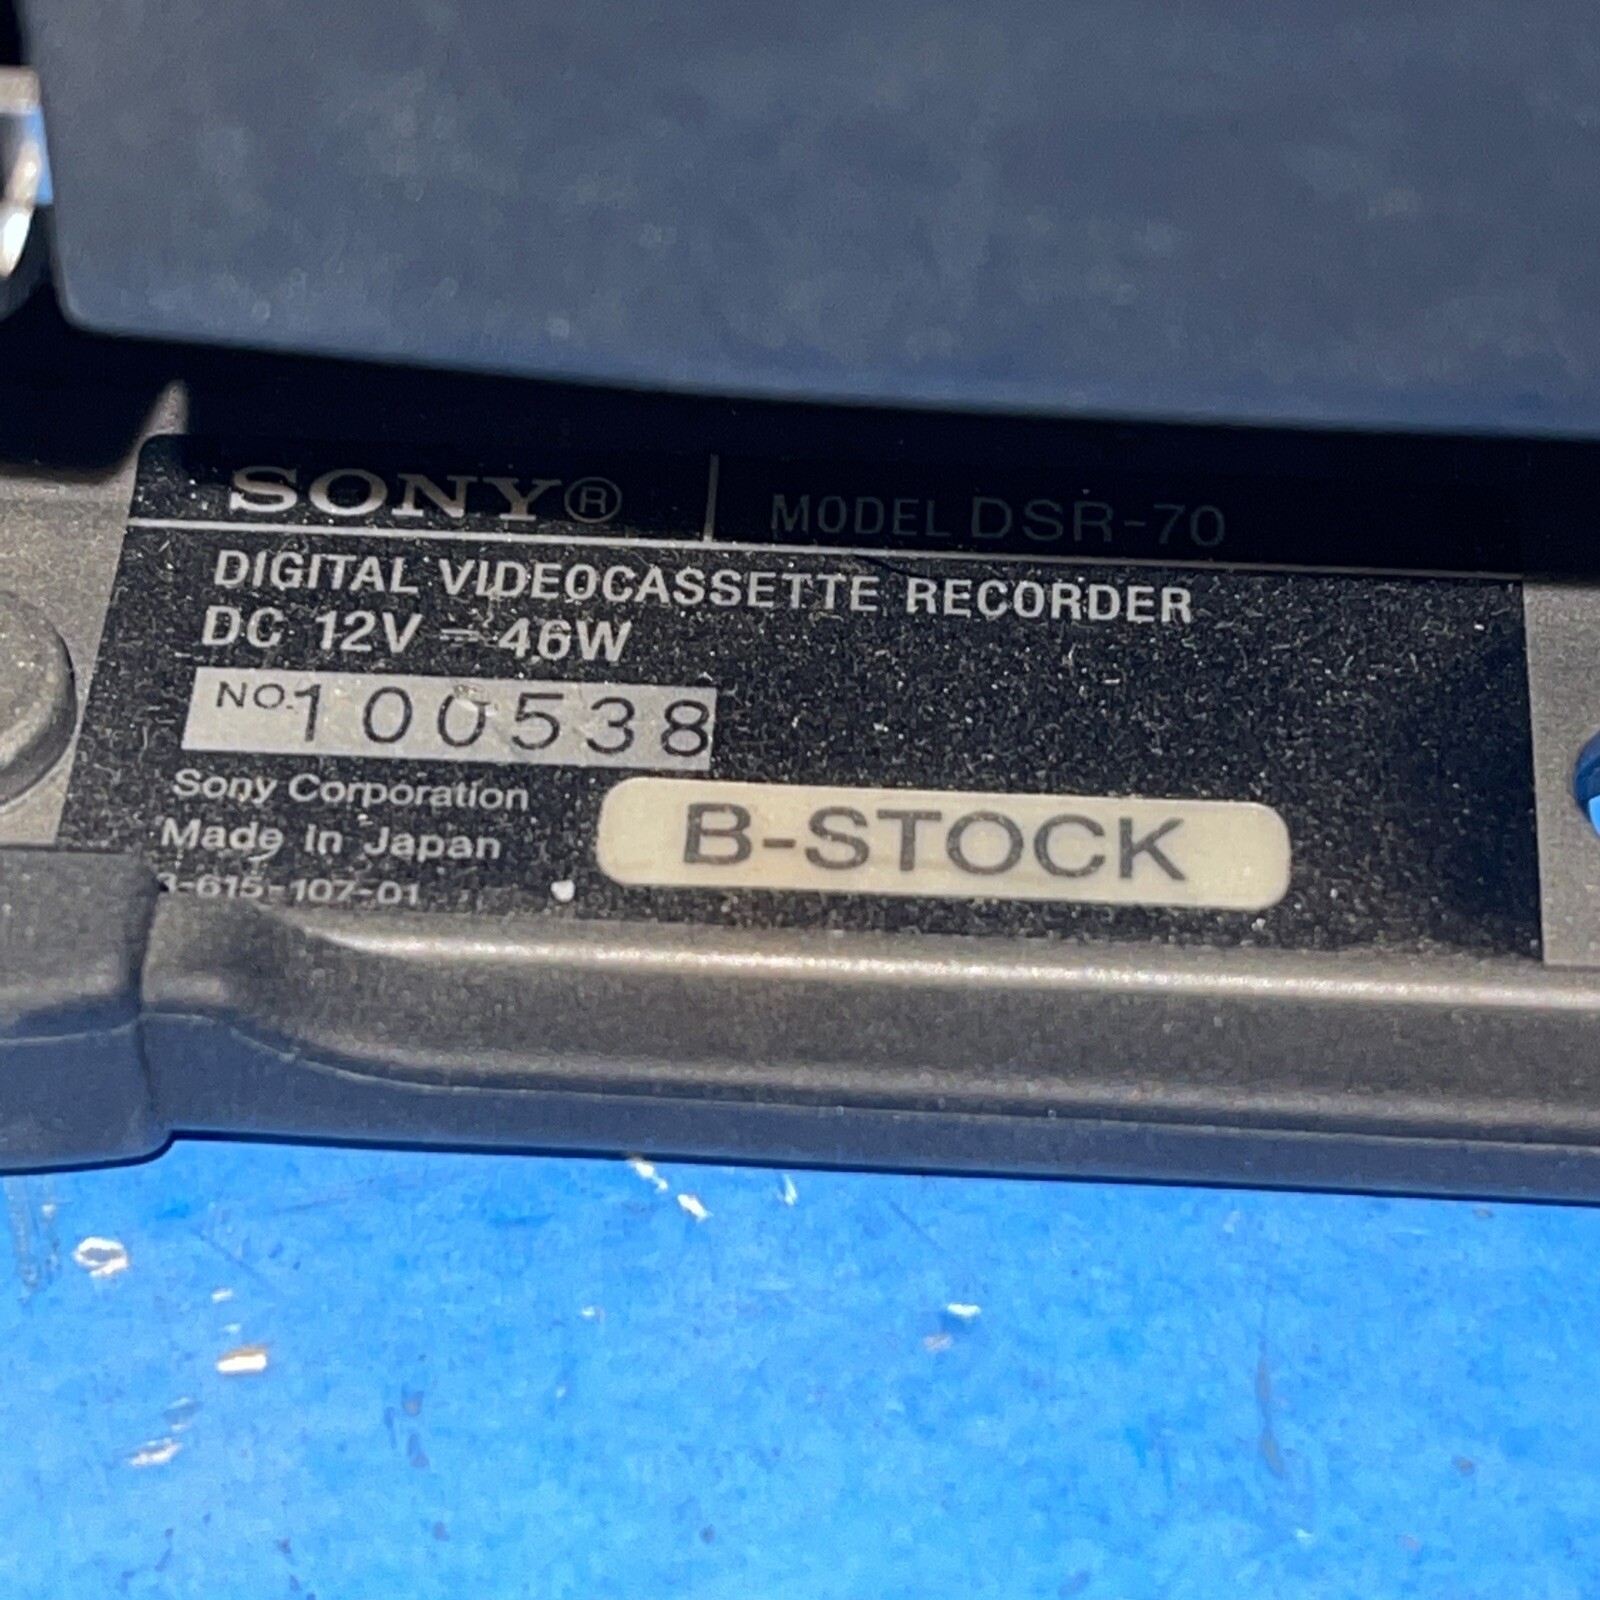 SONY® MODEL DSR-70
DIGITAL VIDEOCASSETTE RECORDER
DC 12V ⎓ 46W
NO. 100538
Sony Corporation
Made in Japan
3-615-107-01
B-STOCK